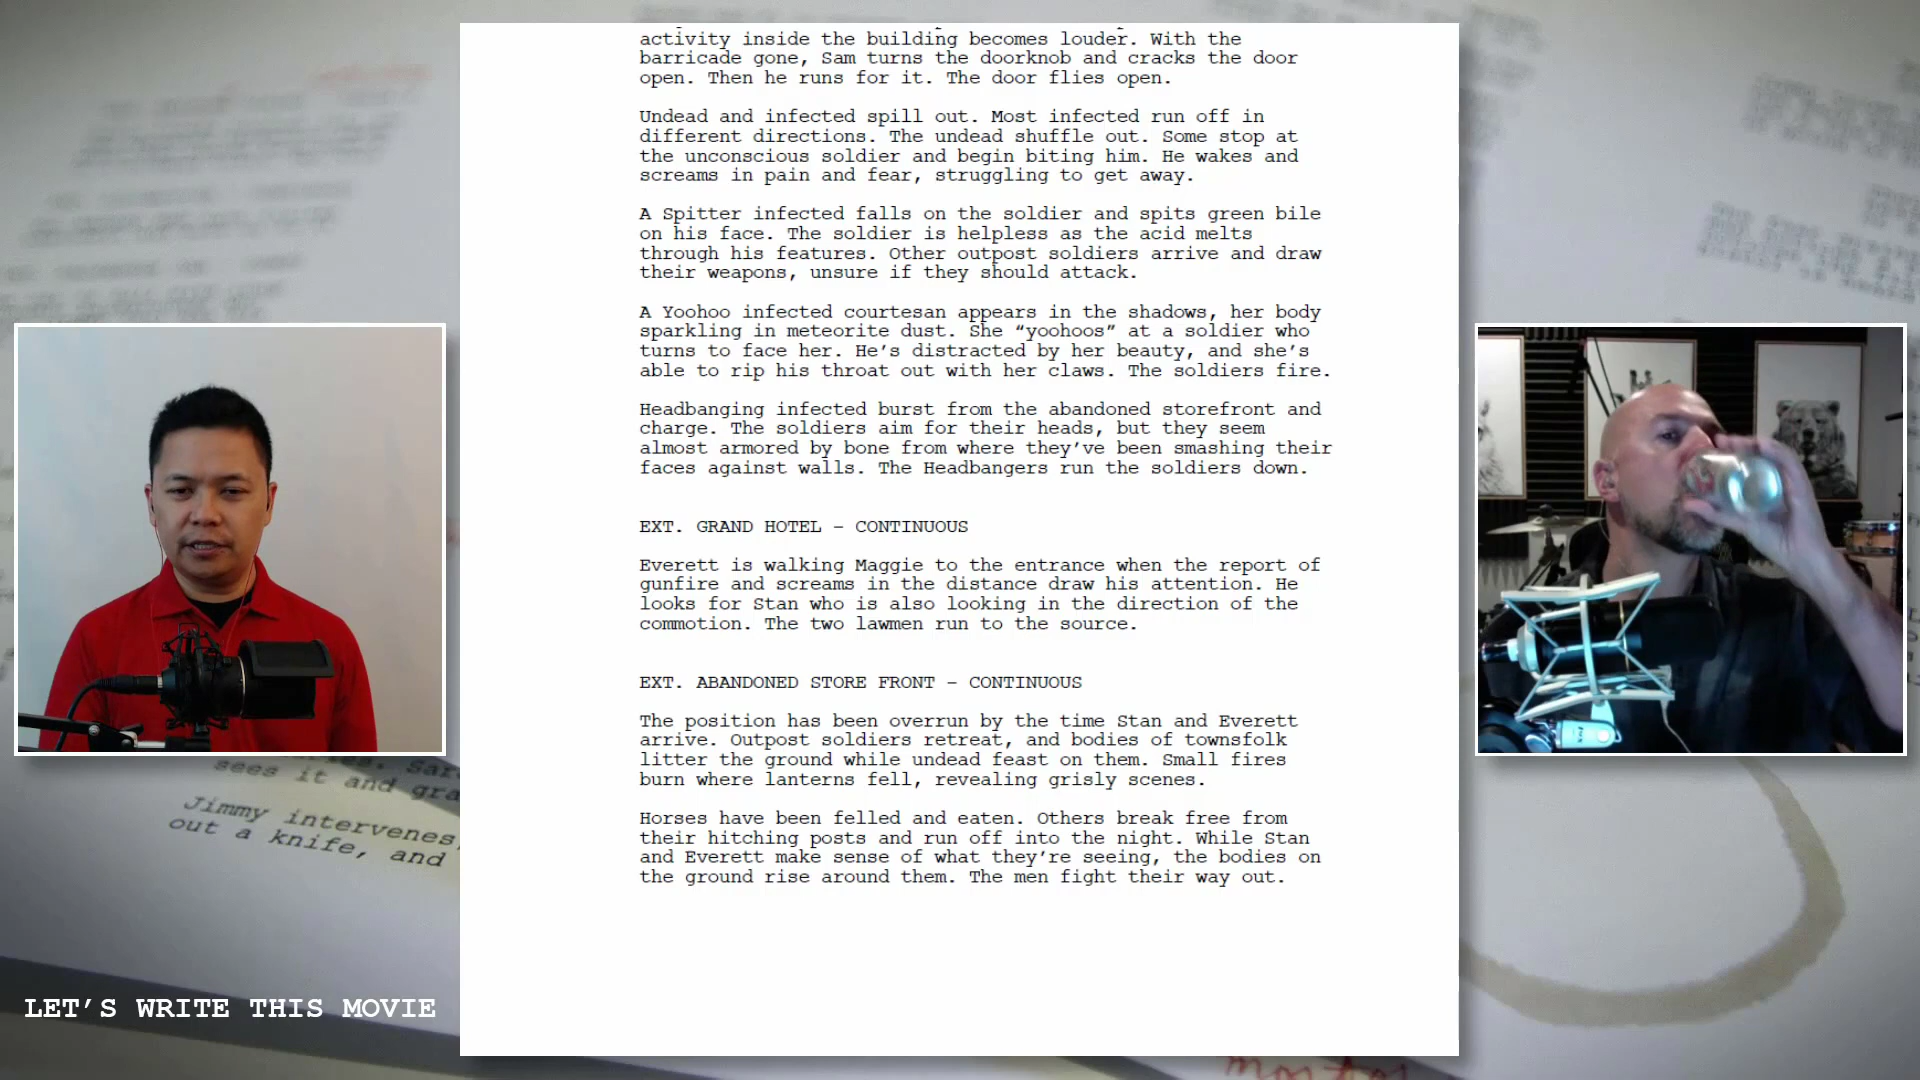 activity inside the building becomes louder. With the
barricade gone, Sam turns the doorknob and cracks the door
open. Then he runs for it. The door flies open.
Undead and infected spill out. Most infected run off in
different directions. The undead shuffle out. Some stop at
the unconscious soldier and begin biting him. He wakes and
screams in pain and fear, struggling to get away.
A Spitter infected falls on the soldier and spits green bile
on his face. The soldier is helpless as the acid melts
through his features. Other outpost soldiers arrive and draw
their weapons, unsure if they should attack.
A Yoohoo infected courtesan appears in the shadows, her body
sparkling in meteorite dust. She “yoohoos” at a soldier who
turns to face her. He’s distracted by her beauty, and she’s
able to rip his throat out with her claws. The soldiers fire.
Headbanging infected burst from the abandoned storefront and
charge. The soldiers aim for their heads, but they seem
almost armored by bone from where they’ve been smashing their
faces against walls. The Headbangers run the soldiers down.
EXT. GRAND HOTEL – CONTINUOUS
Everett is walking Maggie to the entrance when the report of
gunfire and screams in the distance draw his attention. He
looks for Stan who is also looking in the direction of the
commotion. The two lawmen run to the source.
EXT. ABANDONED STORE FRONT – CONTINUOUS
The position has been overrun by the time Stan and Everett
arrive. Outpost soldiers retreat, and bodies of townsfolk
litter the ground while undead feast on them. Small fires
burn where lanterns fell, revealing grisly scenes.
Horses have been felled and eaten. Others break free from
their hitching posts and run off into the night. While Stan
and Everett make sense of what they’re seeing, the bodies on
the ground rise around them. The men fight their way out.
sees it and gra
Jimmy intervenes,
out a knife, and
LET’S WRITE THIS MOVIE